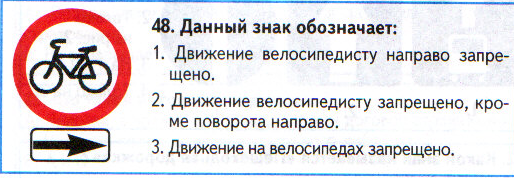 48. Данный знак обозначает:
1. Движение велосипедисту направо запре-
щено.
2. Движение велосипедисту запрещено, кро-
ме поворота направо.
3. Движение на велосипедах запрещено.